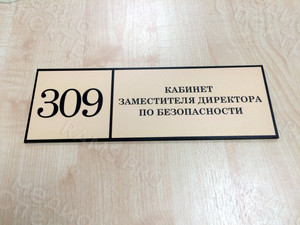 309
КАБИНЕТ
ЗАМЕСТИТЕЛЯ ДИРЕКТОРА
ПО БЕЗОПАСНОСТИ